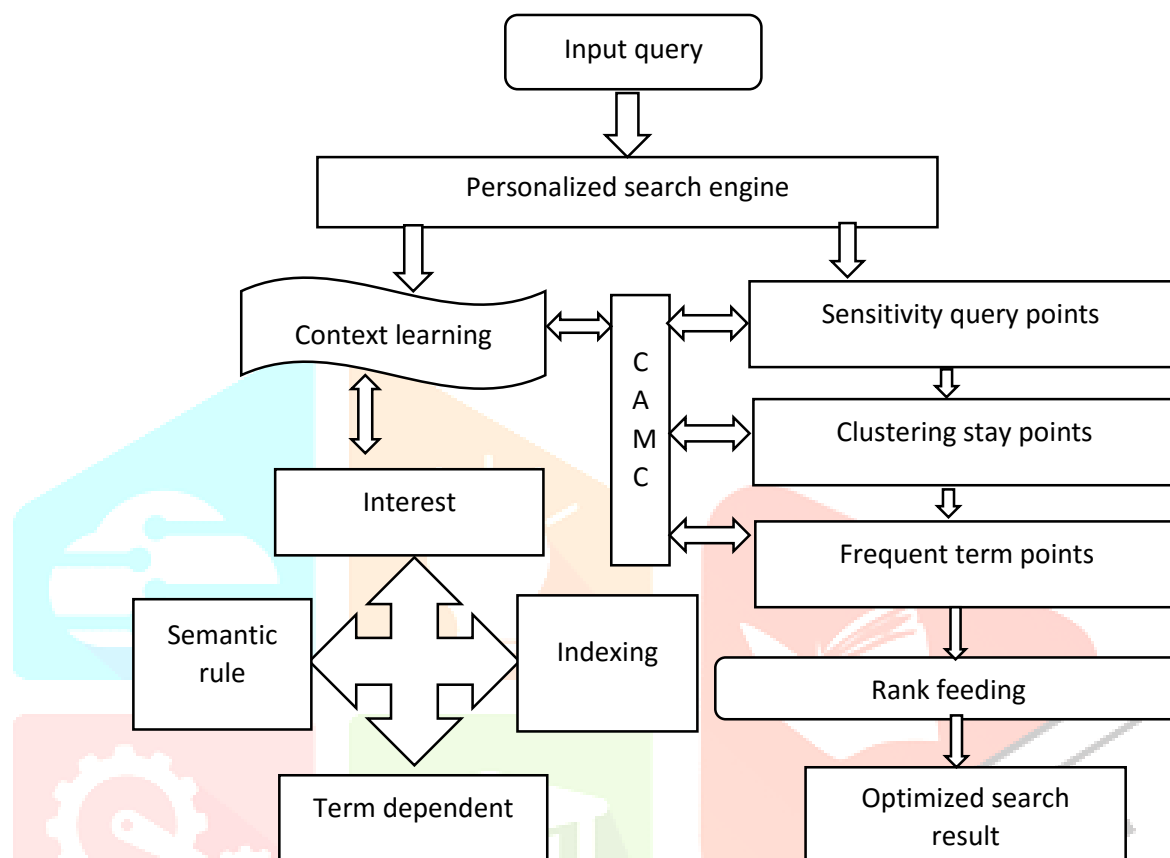 Input query
Personalized search engine
Context learning
C
A
M
C
Sensitivity query points
Clustering stay points
Frequent term points
Interest
Semantic
rule
Indexing
Term dependent
Rank feeding
Optimized search
result